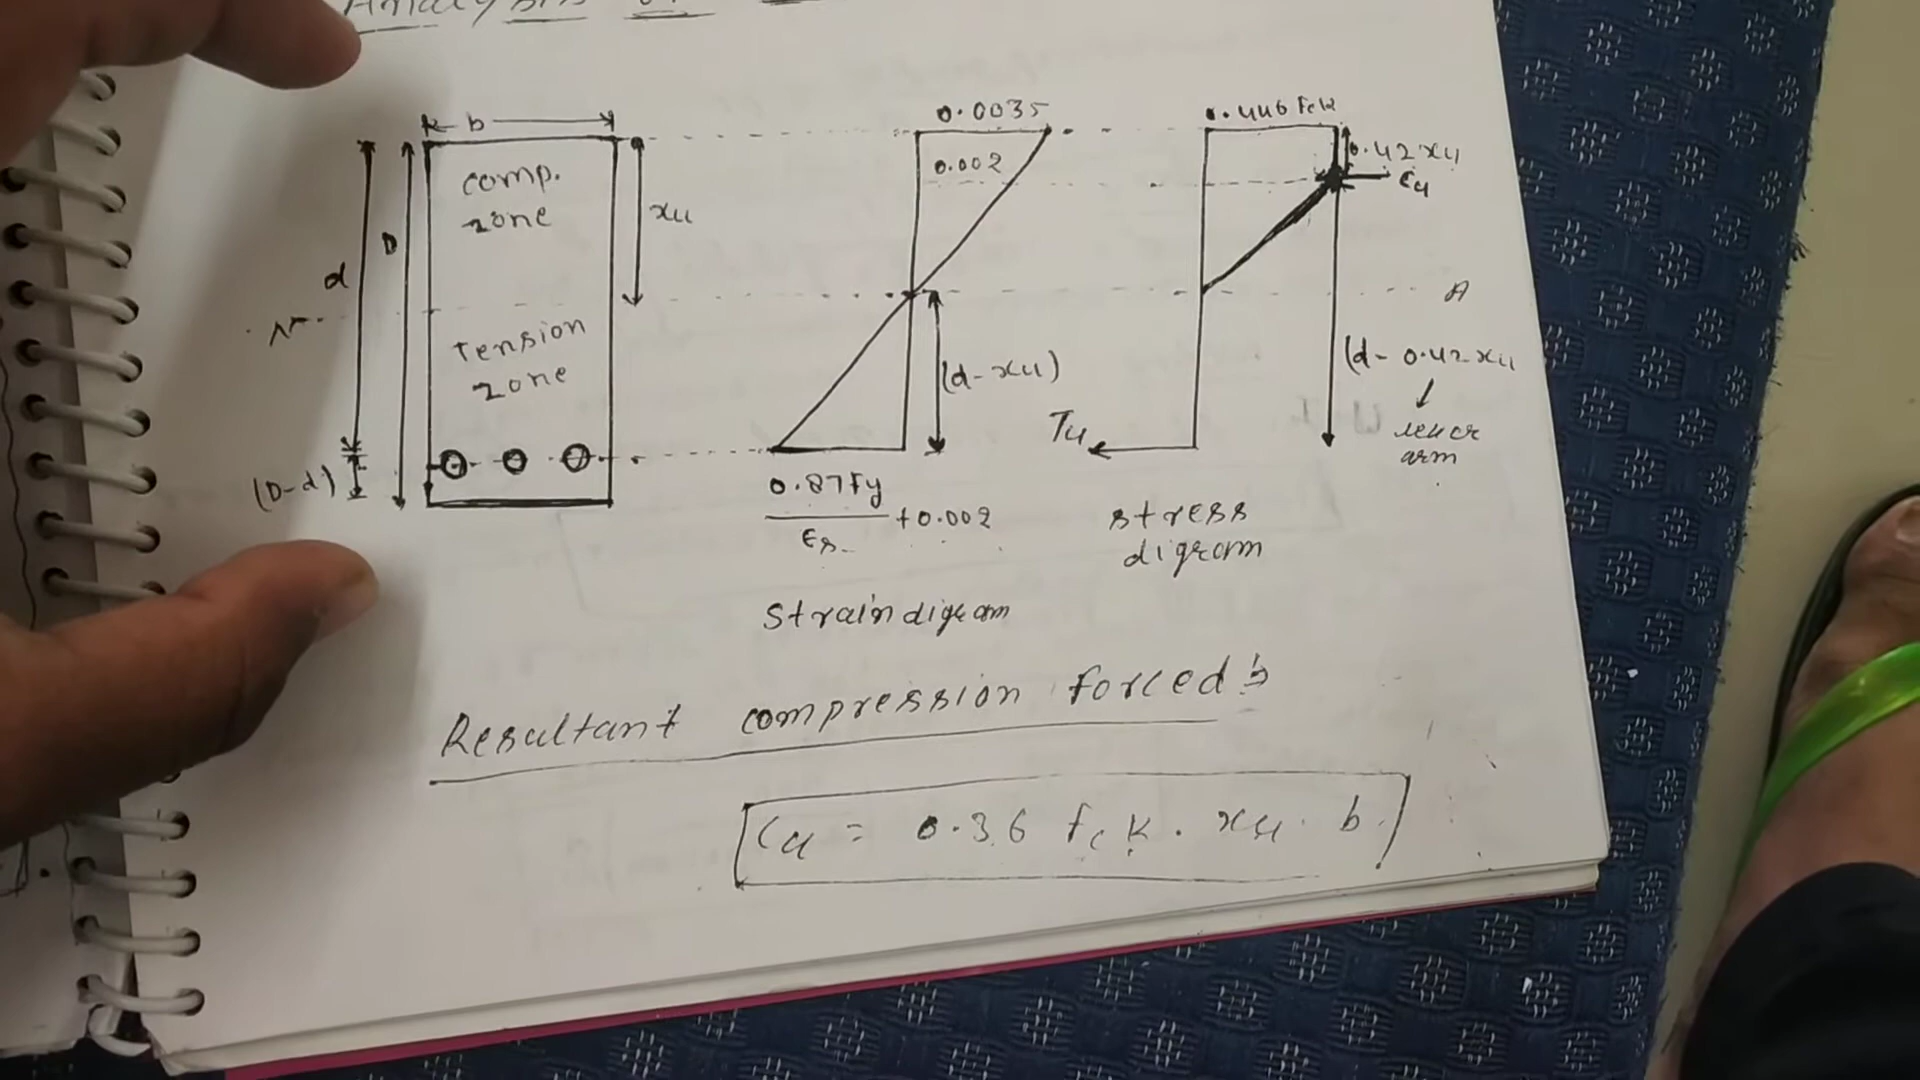 Analysis of
b
0.0035
0.446 Fck
0.002
0.42xu
Cu
comp.
zone
xu
d
D
N
A
Tension
zone
(d-xu)
(d-0.42xu
Tu
lever
arm
(D-d)
0.87fy
+0.002
Es
stress
digram
Strain digram
Resultant compression forced
Cu = 0.36 fck. xu. b.